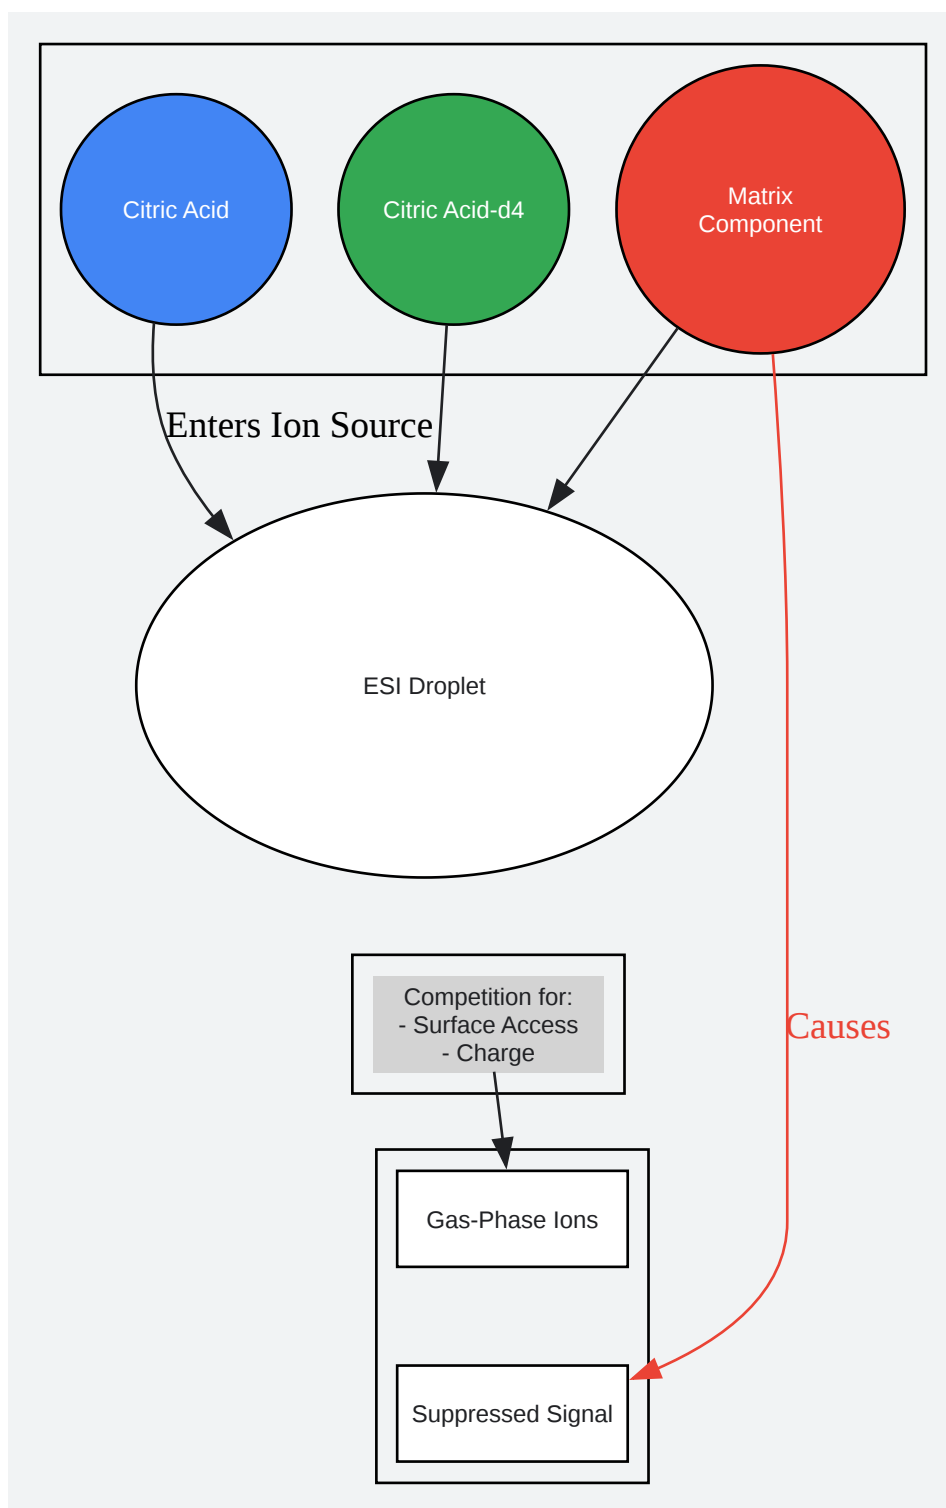 Citric Acid
Citric Acid-d4
Matrix
Component
Enters Ion Source
ESI Droplet
Competition for:
- Surface Access
- Charge
Causes
Gas-Phase Ions
Suppressed Signal